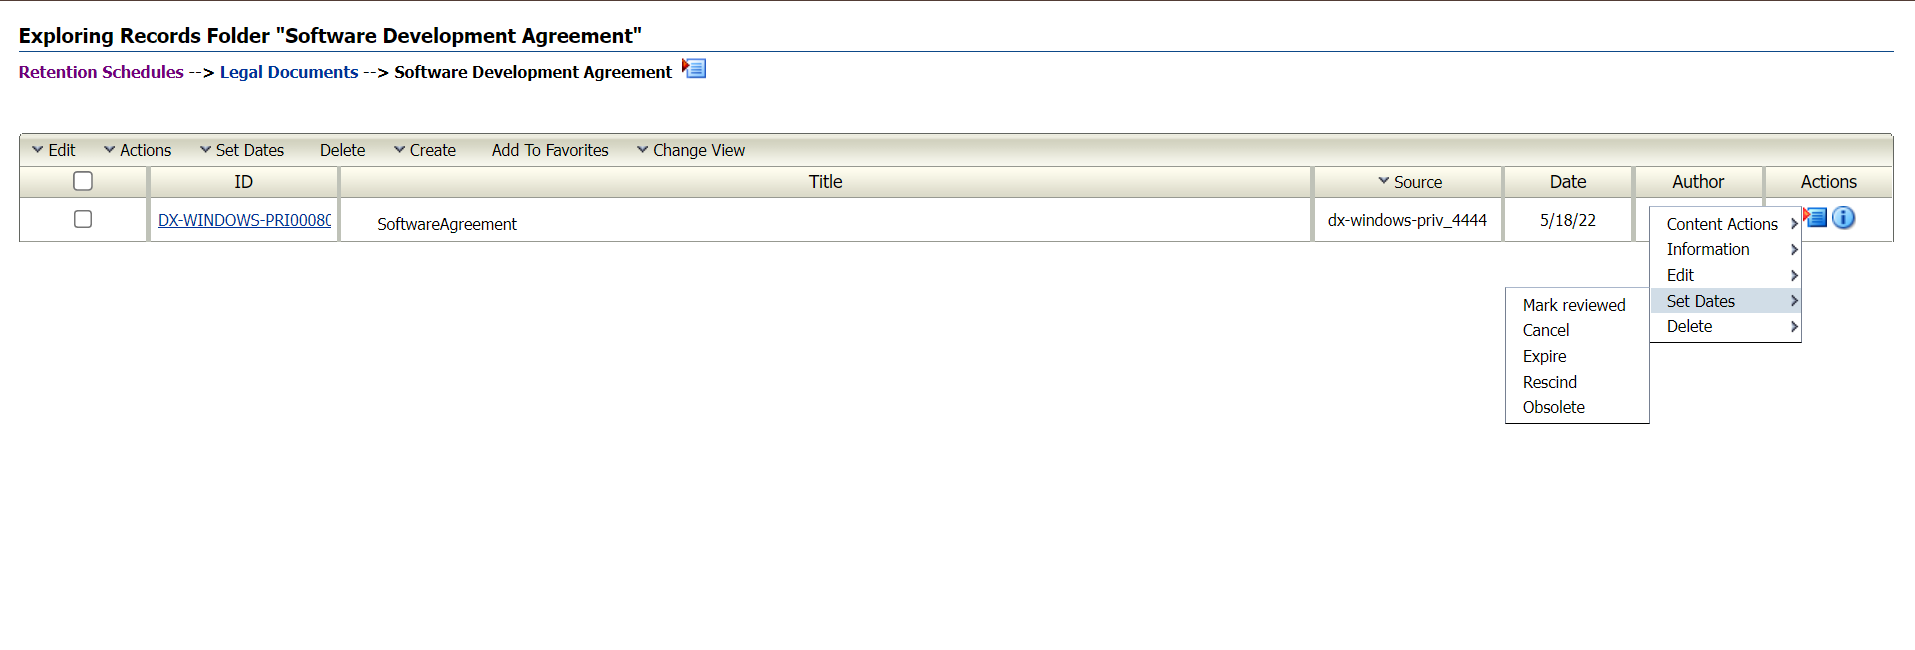 Exploring Records Folder "Software Development Agreement"
Retention Schedules --> Legal Documents --> Software Development Agreement
Edit Actions Set Dates Delete Create Add To Favorites Change View
ID Title Source Date Author Actions
DX-WINDOWS-PRI00080 SoftwareAgreement dx-windows-priv_4444 5/18/22
Content Actions
Information
Edit
Set Dates
Delete
Mark reviewed
Cancel
Expire
Rescind
Obsolete